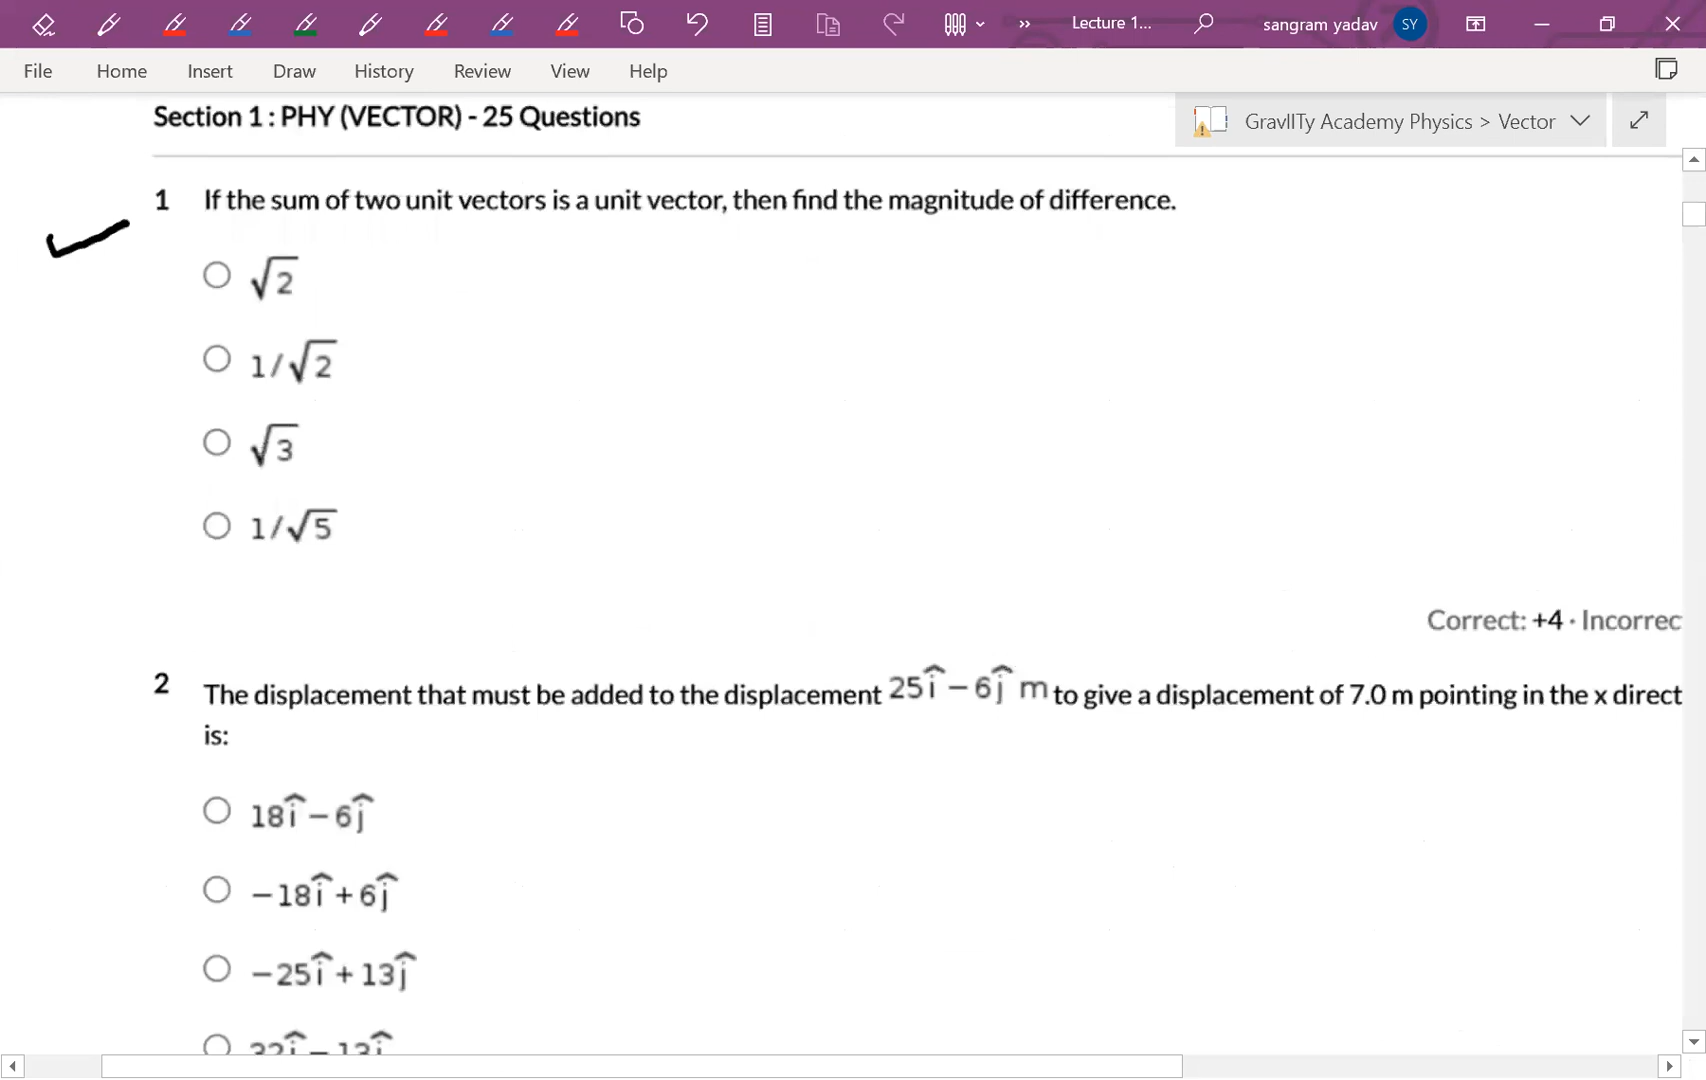 Lecture 1...
sangram yadav
SY
File
Home
Insert
Draw
History
Review
View
Help
Section 1 : PHY (VECTOR) - 25 Questions
GravIITy Academy Physics > Vector
1 If the sum of two unit vectors is a unit vector, then find the magnitude of difference.
√2
1/√2
√3
1/√5
Correct: +4 · Incorrec
2 The displacement that must be added to the displacement 25î − 6ĵ m to give a displacement of 7.0 m pointing in the x direct
is:
18î − 6ĵ
−18î + 6ĵ
−25î + 13ĵ
32î − 13ĵ